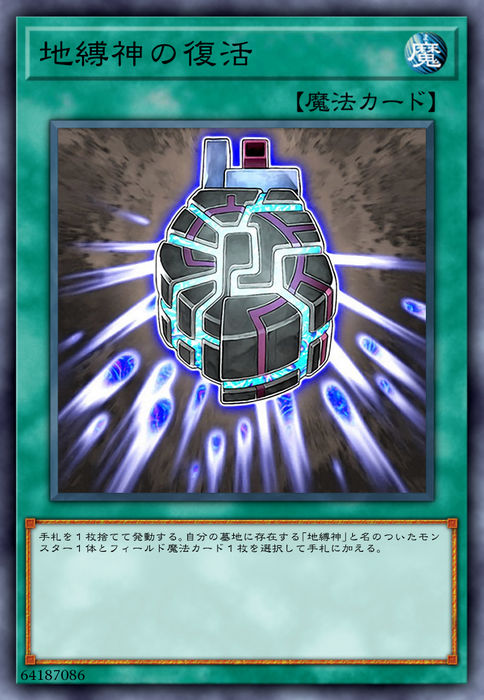 地縛神の復活
魔
【魔法カード】
手札を１枚捨てて発動する。自分の墓地に存在する「地縛神」と名のついたモン
スター１体とフィールド魔法カード１枚を選択して手札に加える。
64187086